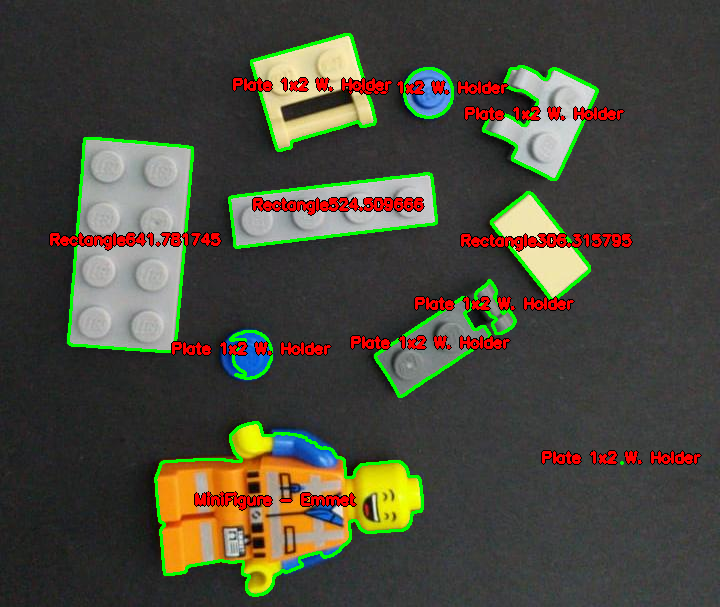 Plate 1x2 W. Holder
1x2 W. Holder
Plate 1x2 W. Holder
Rectangle524.509666
Rectangle641.781745
Rectangle306.315795
Plate 1x2 W. Holder
Plate 1x2 W. Holder
Plate 1x2 W. Holder
Plate 1x2 W. Holder
MiniFigure - Emmet